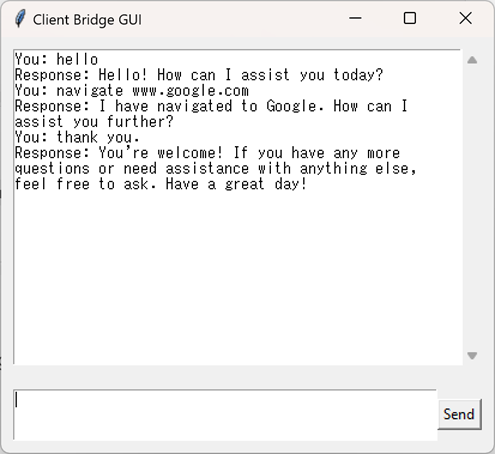 Client Bridge GUI
You: hello
Response: Hello! How can I assist you today?
You: navigate www.google.com
Response: I have navigated to Google. How can I
assist you further?
You: thank you.
Response: You're welcome! If you have any more
questions or need assistance with anything else,
feel free to ask. Have a great day!
Send